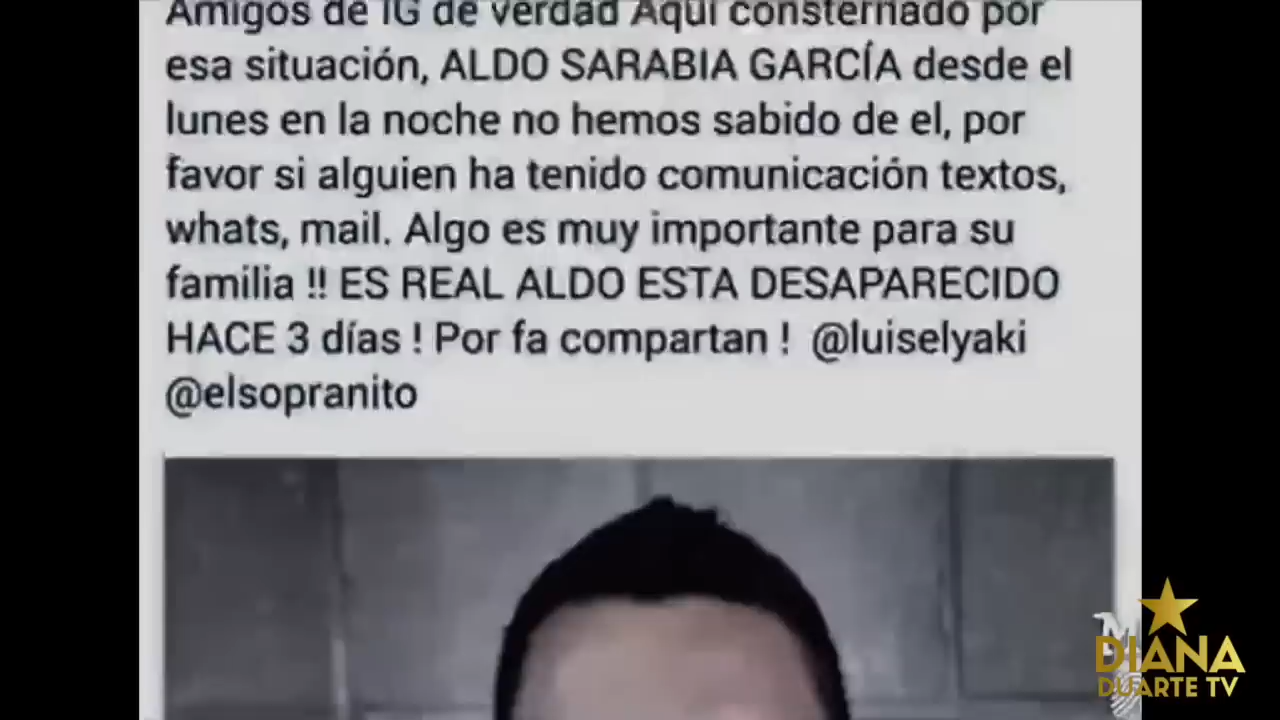 Amigos de IG de verdad Aquí consternado por
esa situación, ALDO SARABIA GARCÍA desde el
lunes en la noche no hemos sabido de el, por
favor si alguien ha tenido comunicación textos,
whats, mail. Algo es muy importante para su
familia !! ES REAL ALDO ESTA DESAPARECIDO
HACE 3 días ! Por fa compartan ! @luiselyaki
@elsopranito
DIANA
DUARTE TV